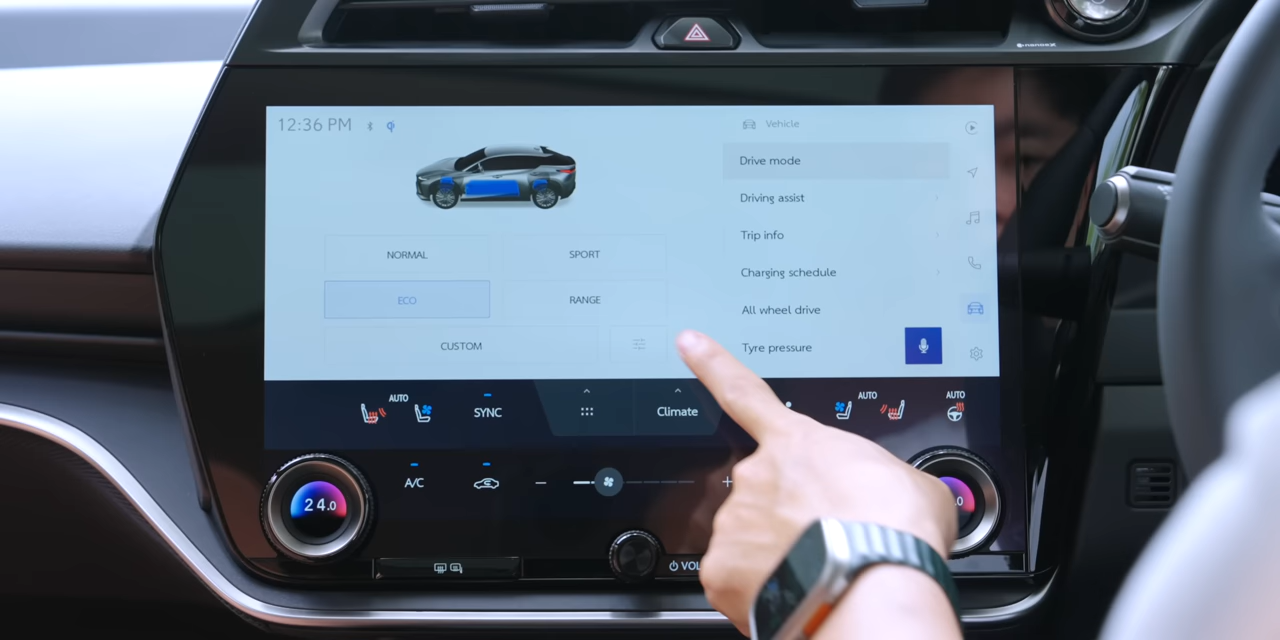 nanoeX
12:36 PM
Vehicle
Drive mode
Driving assist
NORMAL
SPORT
Trip info
ECO
RANGE
Charging schedule
All wheel drive
CUSTOM
Tyre pressure
AUTO
SYNC
Climate
AUTO
AUTO
A/C
24.0
VOL